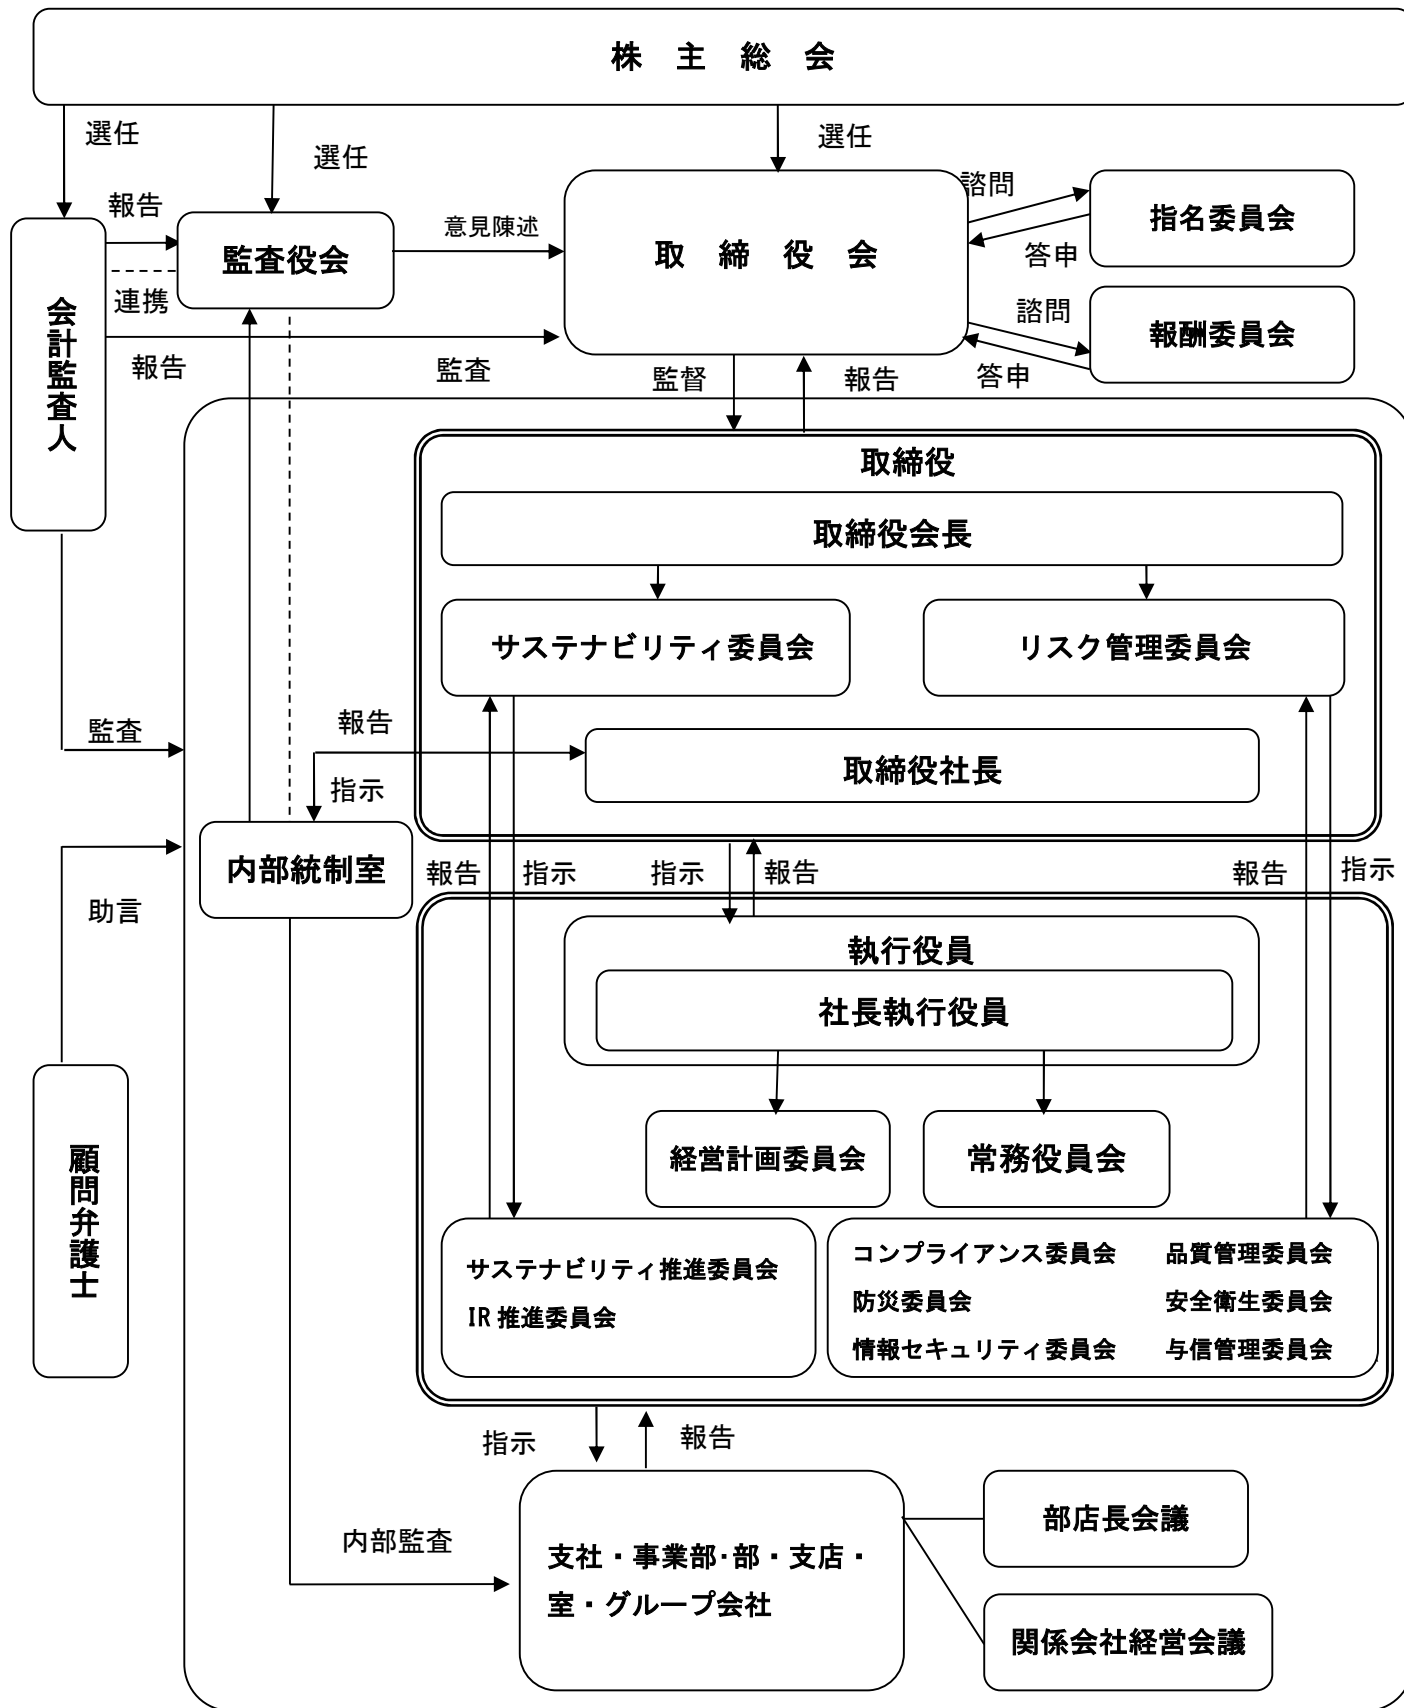 株　主　総　会
選任
選任
選任
報告
意見陳述
諮問
指名委員会
監査役会
取　締　役　会
答申
連携
諮問
会計監査人
報告
監査
報酬委員会
監督
報告
答申
取締役
取締役会長
サステナビリティ委員会
リスク管理委員会
監査
報告
取締役社長
指示
内部統制室
報告
指示
指示
報告
報告
指示
助言
執行役員
社長執行役員
経営計画委員会
常務役員会
顧問弁護士
サステナビリティ推進委員会
IR 推進委員会
コンプライアンス委員会　品質管理委員会
防災委員会　安全衛生委員会
情報セキュリティ委員会　与信管理委員会
指示
報告
内部監査
支社・事業部・部・支店・
室・グループ会社
部店長会議
関係会社経営会議